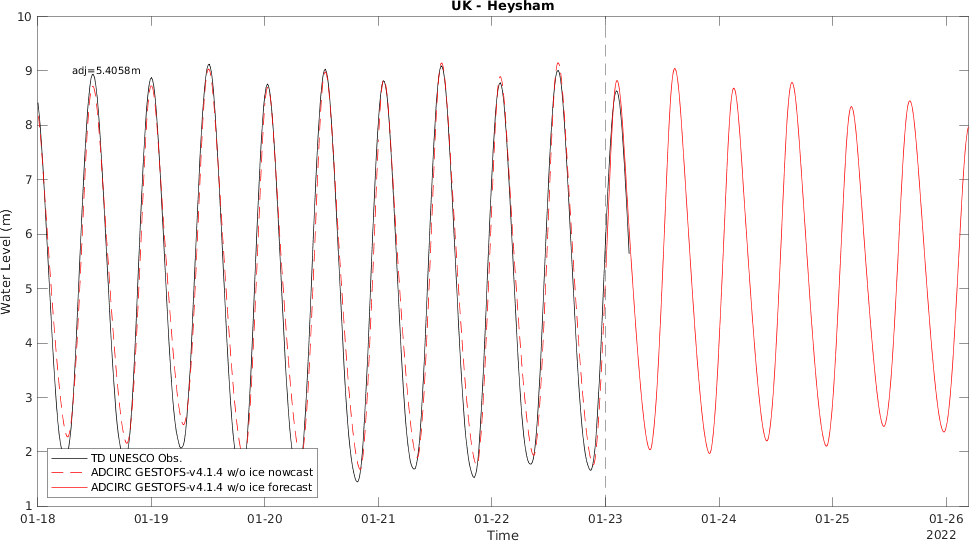 UK - Heysham
10
9
8
7
6
5
4
3
2
1
Water Level (m)
adj=5.4058m
TD UNESCO Obs.
ADCIRC GESTOFS-v4.1.4 w/o ice nowcast
ADCIRC GESTOFS-v4.1.4 w/o ice forecast
01-18 01-19 01-20 01-21 01-22 01-23 01-24 01-25 01-26
2022
Time